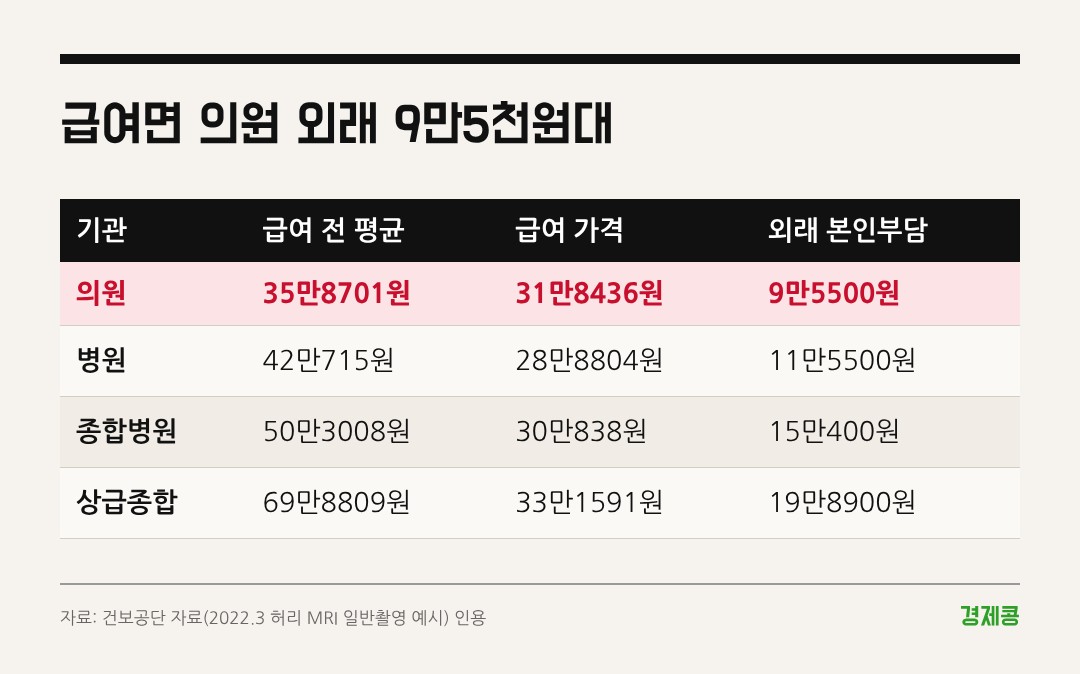 급여면 의원 외래 9만5천원대
기관 급여 전 평균 급여 가격 외래 본인부담
의원 35만8701원 31만8436원 9만5500원
병원 42만715원 28만8804원 11만5500원
종합병원 50만3008원 30만838원 15만400원
상급종합 69만8809원 33만1591원 19만8900원
자료: 건보공단 자료(2022.3 허리 MRI 일반촬영 예시) 인용
경제콩